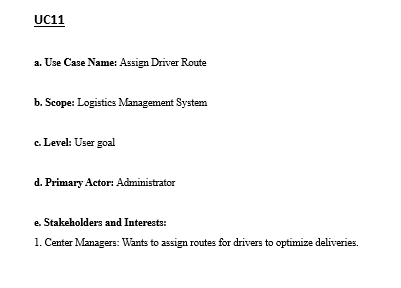 UC11
a. Use Case Name: Assign Driver Route
b. Scope: Logistics Management System
c. Level: User goal
d. Primary Actor: Administrator
e. Stakeholders and Interests:
1. Center Managers: Wants to assign routes for drivers to optimize deliveries.